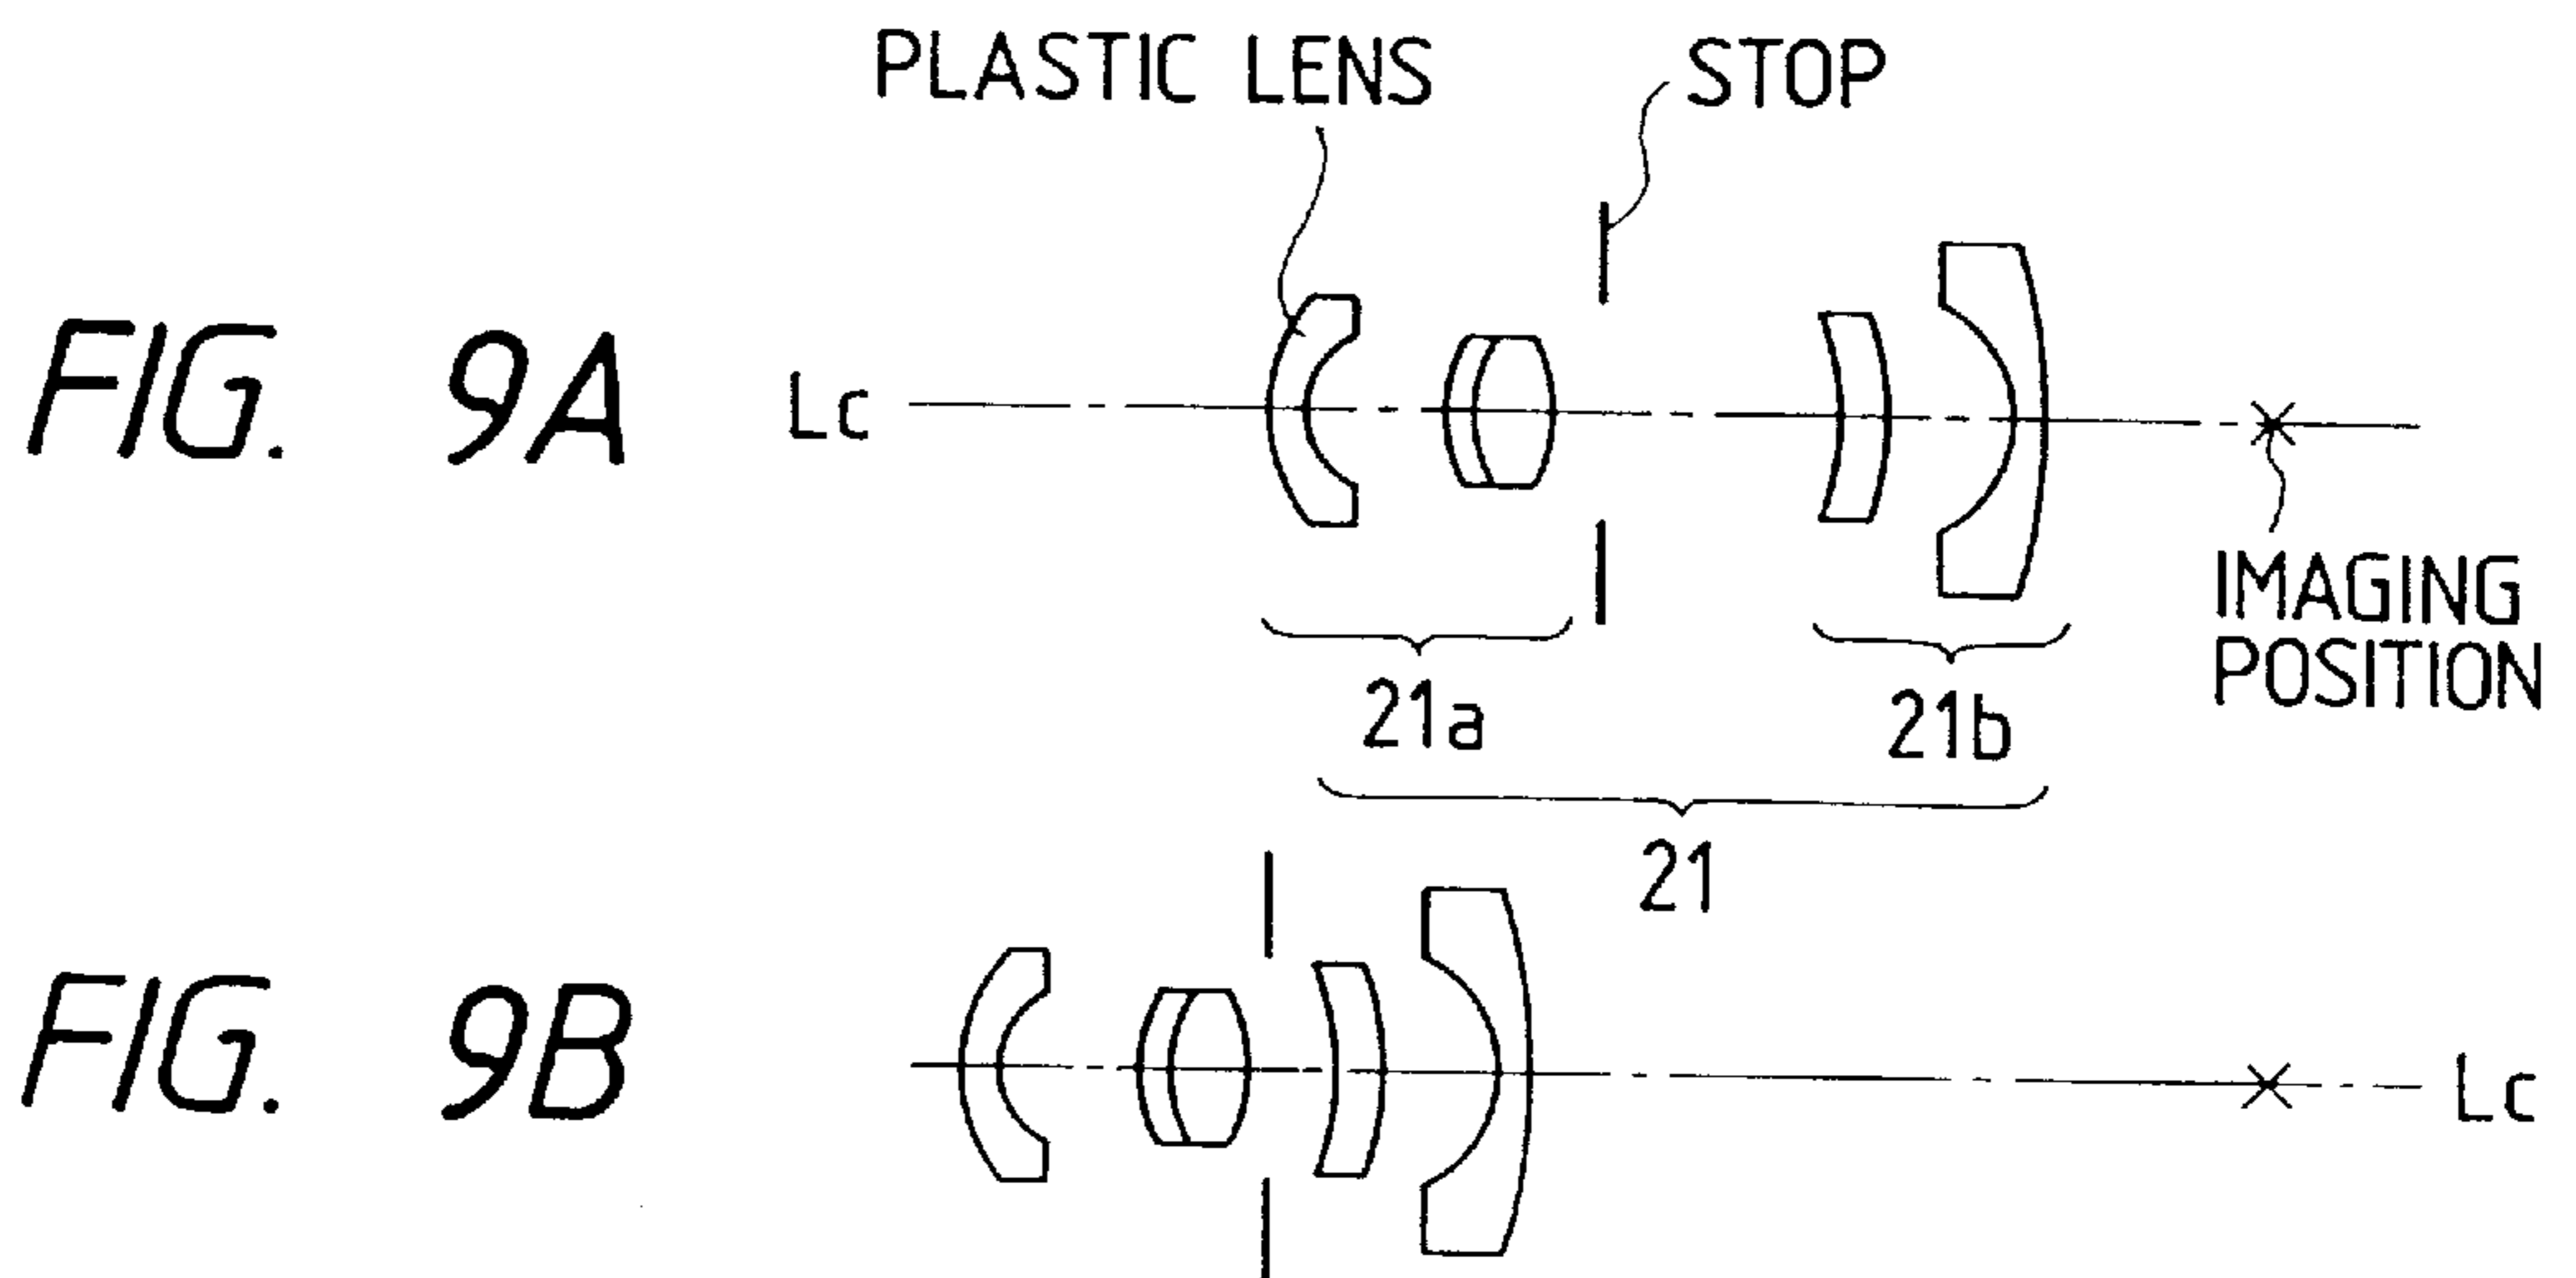 PLASTIC LENS
STOP
FIG. 9A
Lc
IMAGING
POSITION
21a
21b
21
FIG. 9B
Lc